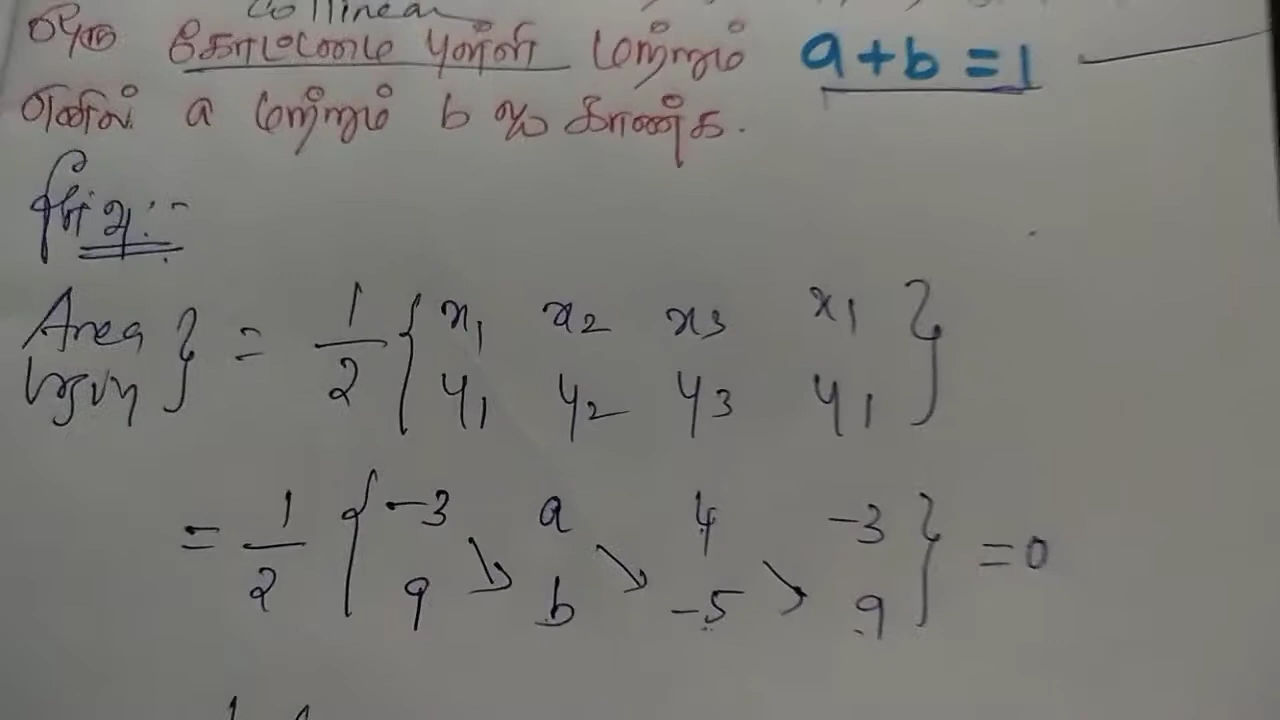 Collinear
ஒரு கோடமை புள்ளி மற்றும் a + b = 1
எனில் a மற்றும் b ஐ காண்க.
தீர்வு :-
Area } = 1/2 { x₁ x₂ x₃ x₁ }
y₁ y₂ y₃ y₁
= 1/2 { -3 a 4 -3 } = 0
9 b -5 9